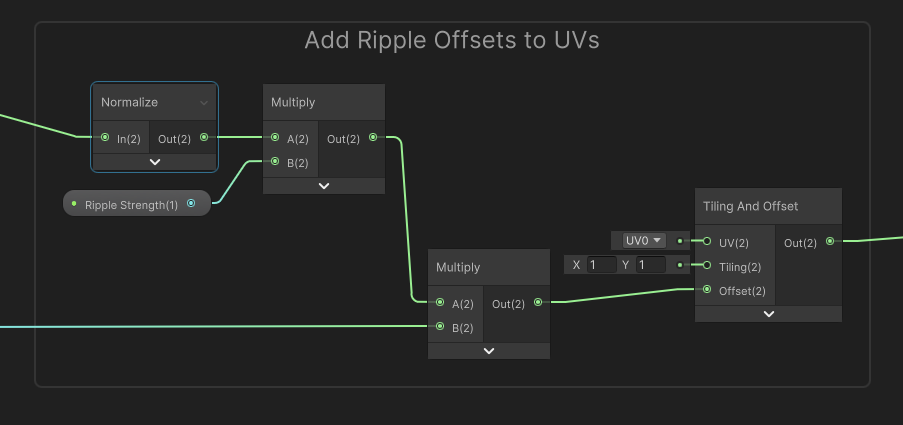 Add Ripple Offsets to UVs
Normalize
In(2) Out(2)
Multiply
A(2) Out(2)
B(2)
Ripple Strength(1)
Multiply
A(2) Out(2)
B(2)
Tiling And Offset
UV0 UV(2) Out(2)
X 1 Y 1 Tiling(2)
Offset(2)